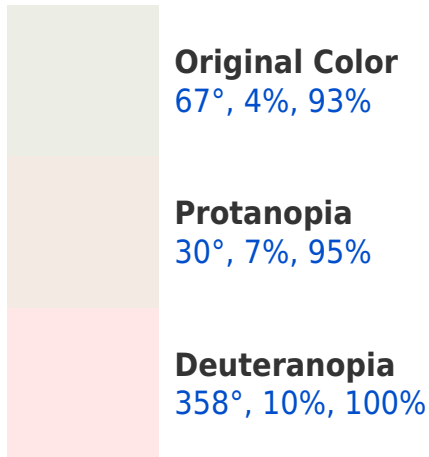 Original Color
67°, 4%, 93%
Protanopia
30°, 7%, 95%
Deuteranopia
358°, 10%, 100%